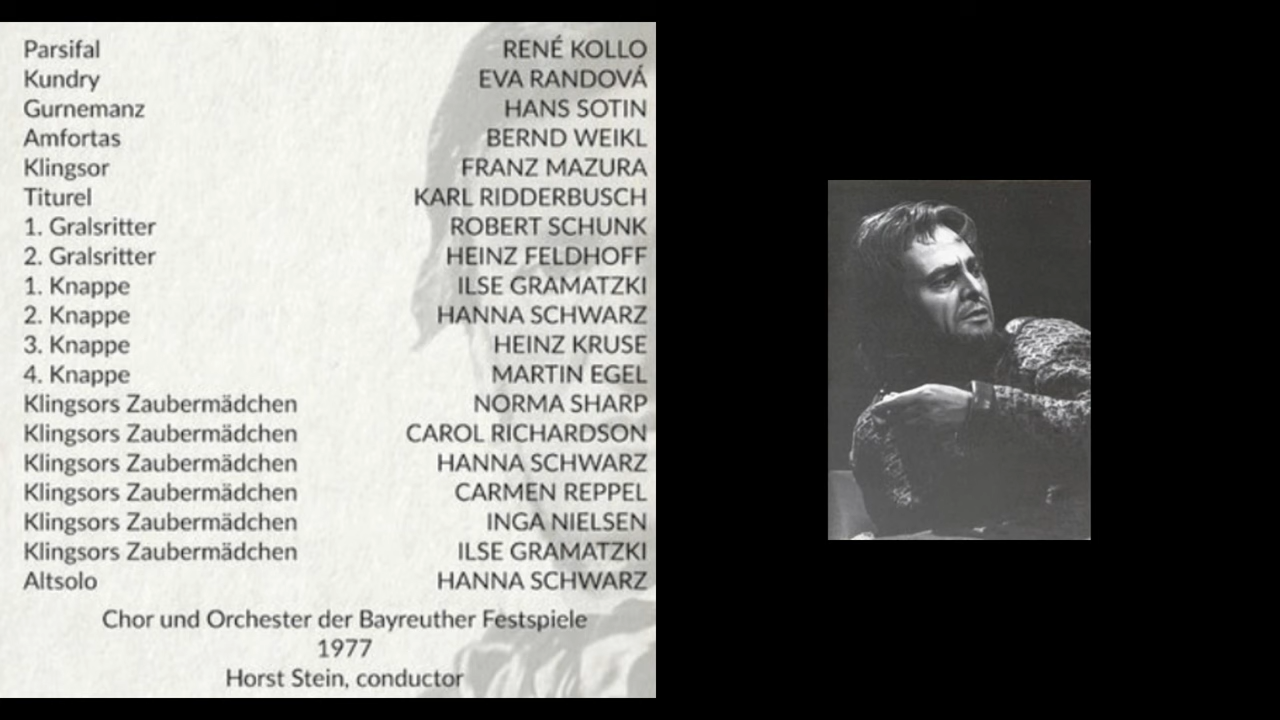 Parsifal RENÉ KOLLO
Kundry EVA RANDOVÁ
Gurnemanz HANS SOTIN
Amfortas BERND WEIKL
Klingsor FRANZ MAZURA
Titurel KARL RIDDERBUSCH
1. Gralsritter ROBERT SCHUNK
2. Gralsritter HEINZ FELDHOFF
1. Knappe ILSE GRAMATZKI
2. Knappe HANNA SCHWARZ
3. Knappe HEINZ KRUSE
4. Knappe MARTIN EGEL
Klingsors Zaubermädchen NORMA SHARP
Klingsors Zaubermädchen CAROL RICHARDSON
Klingsors Zaubermädchen HANNA SCHWARZ
Klingsors Zaubermädchen CARMEN REPPEL
Klingsors Zaubermädchen INGA NIELSEN
Klingsors Zaubermädchen ILSE GRAMATZKI
Altsolo HANNA SCHWARZ
Chor und Orchester der Bayreuther Festspiele
1977
Horst Stein, conductor